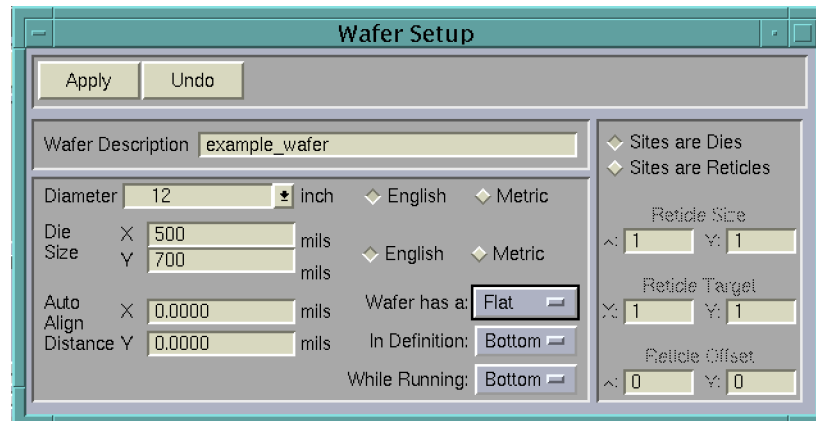 Wafer Setup
Apply Undo
Wafer Description example_wafer
Sites are Dies
Sites are Reticles
Diameter 12 inch English Metric
Die Size X 500 mils
Y 700 mils
English Metric
Auto Align Distance X 0.0000 mils
Y 0.0000 mils
Wafer has a: Flat
In Definition: Bottom
While Running: Bottom
Reticle Size
X: 1 Y: 1
Reticle Target
X: 1 Y: 1
Reticle Offset
X: 0 Y: 0